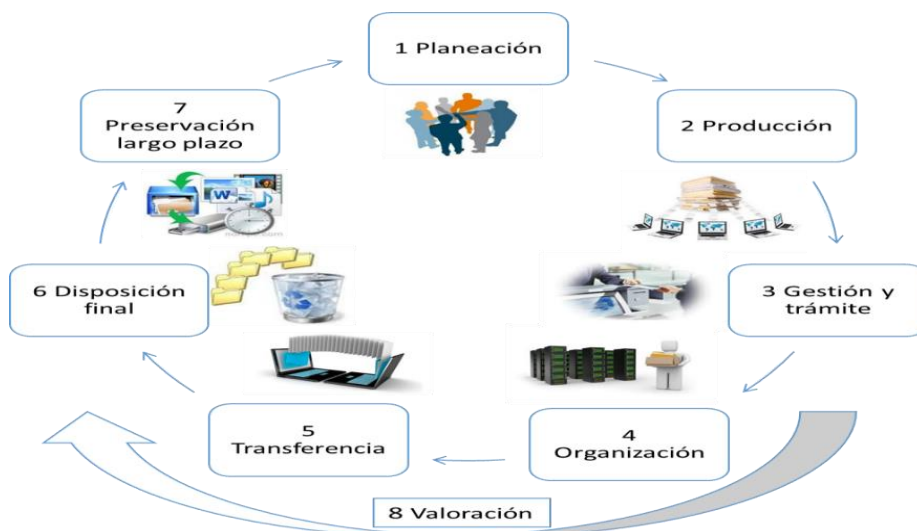 1 Planeación
2 Producción
3 Gestión y
trámite
4
Organización
5
Transferencia
6 Disposición
final
7
Preservación
largo plazo
8 Valoración